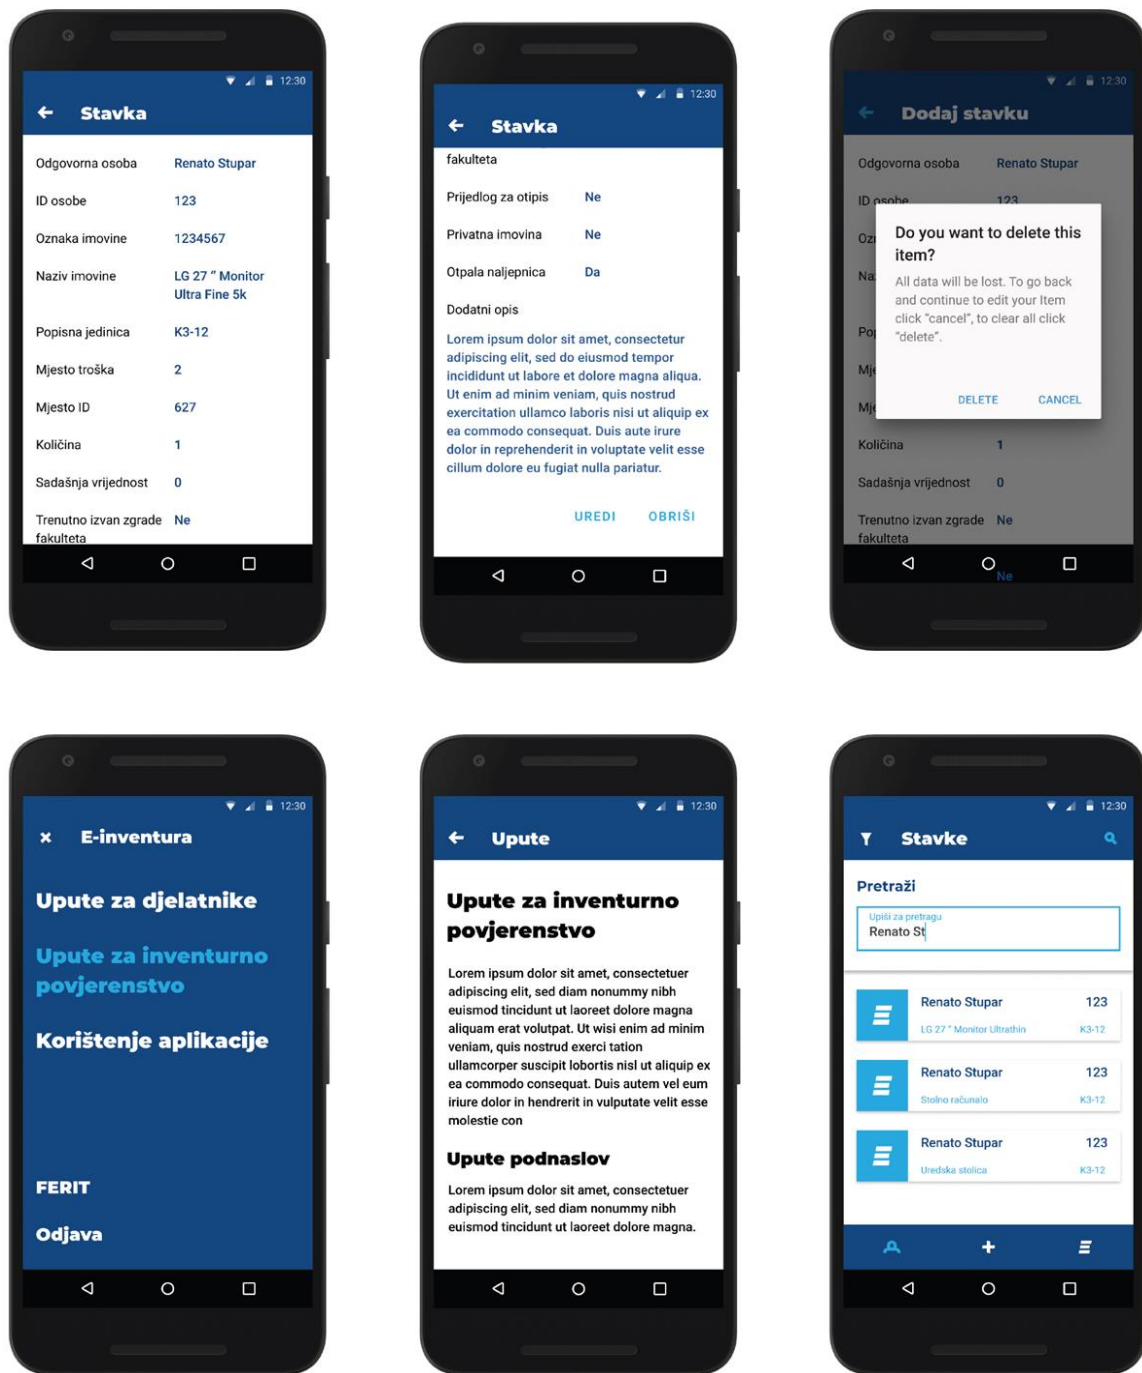 12:30
Stavka
Odgovorna osoba Renato Stupar
ID osobe 123
Oznaka imovine 1234567
Naziv imovine LG 27 " Monitor
Ultra Fine 5k
Popisna jedinica K3-12
Mjesto troška 2
Mjesto ID 627
Količina 1
Sadašnja vrijednost 0
Trenutno izvan zgrade Ne
fakulteta
12:30
Stavka
fakulteta
Prijedlog za otipis Ne
Privatna imovina Ne
Otpala naljepnica Da
Dodatni opis
Lorem ipsum dolor sit amet, consectetur
adipiscing elit, sed do eiusmod tempor
incididunt ut labore et dolore magna aliqua.
Ut enim ad minim veniam, quis nostrud
exercitation ullamco laboris nisi ut aliquip ex
ea commodo consequat. Duis aute irure
dolor in reprehenderit in voluptate velit esse
cillum dolore eu fugiat nulla pariatur.
UREDI OBRIŠI
12:30
Dodaj stavku
Odgovorna osoba Renato Stupar
ID osobe 123
Do you want to delete this
item?
All data will be lost. To go back
and continue to edit your Item
click "cancel", to clear all click
"delete".
DELETE CANCEL
Količina 1
Sadašnja vrijednost 0
Trenutno izvan zgrade Ne
fakulteta
Ne
12:30
E-inventura
Upute za djelatnike
Upute za inventurno
povjerenstvo
Korištenje aplikacije
FERIT
Odjava
12:30
Upute
Upute za inventurno
povjerenstvo
Lorem ipsum dolor sit amet, consectetuer
adipiscing elit, sed diam nonummy nibh
euismod tincidunt ut laoreet dolore magna
aliquam erat volutpat. Ut wisi enim ad minim
veniam, quis nostrud exerci tation
ullamcorper suscipit lobortis nisl ut aliquip ex
ea commodo consequat. Duis autem vel eum
iriure dolor in hendrerit in vulputate velit esse
molestie con
Upute podnaslov
Lorem ipsum dolor sit amet, consectetuer
adipiscing elit, sed diam nonummy nibh
euismod tincidunt ut laoreet dolore magna.
12:30
Stavke
Pretraži
Upiši za pretragu
Renato St
Renato Stupar 123
LG 27 " Monitor Ultrathin K3-12
Renato Stupar 123
Stolno računalo K3-12
Renato Stupar 123
Uredska stolica K3-12